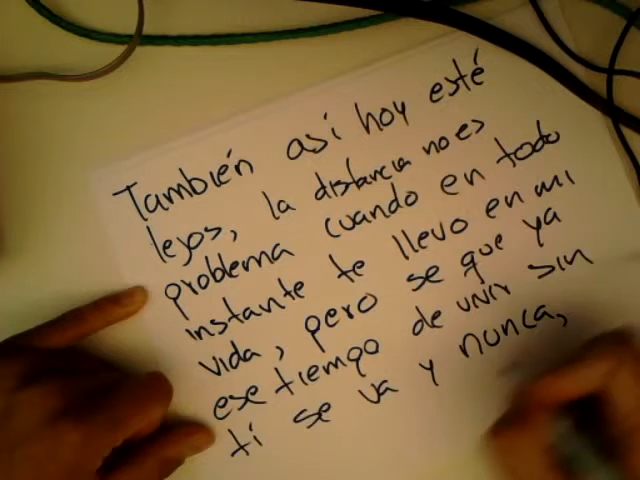 También así hoy esté
lejos, la distancia no es
problema cuando en todo
instante te llevo en mi
vida, pero se que ya
ese tiempo de vivir sin
ti se va y nunca,